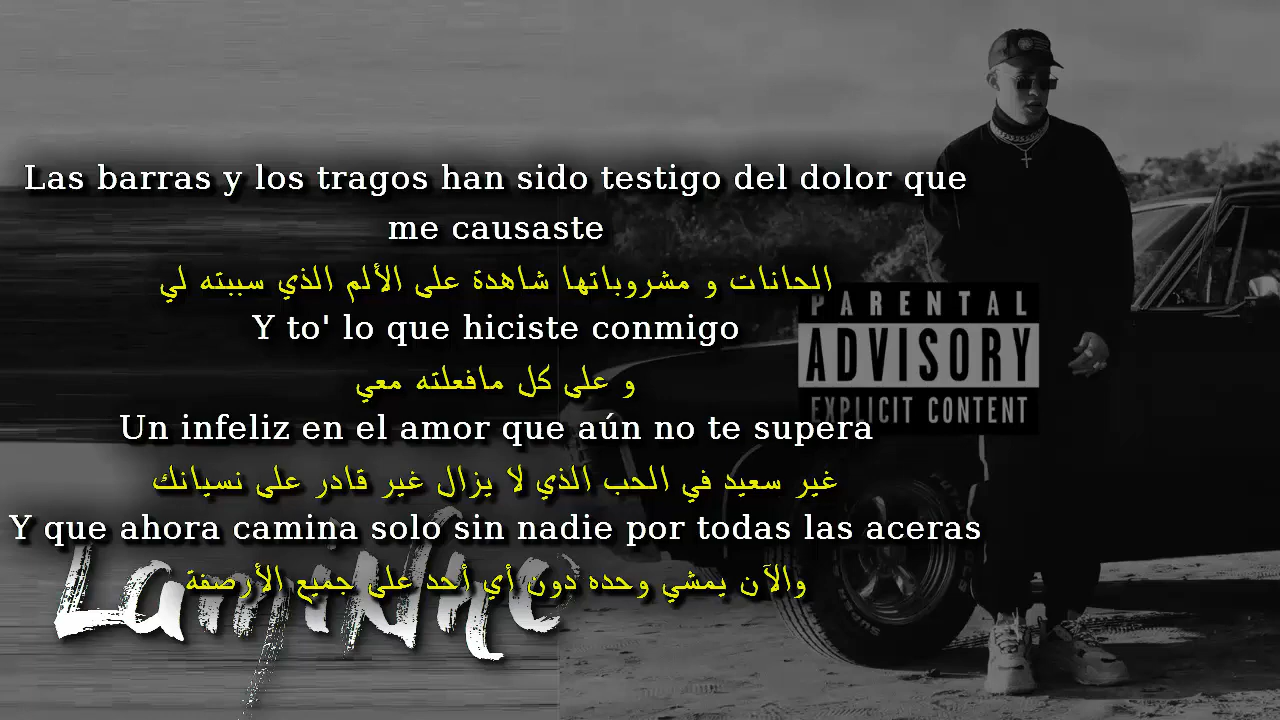 Las barras y los tragos han sido testigo del dolor que
me causaste
الحانات و مشروباتها شاهدة على الألم الذي سببته لي
Y to' lo que hiciste conmigo
و على كل مافعلته معي
Un infeliz en el amor que aún no te supera
غير سعيد في الحب الذي لا يزال غير قادر على نسيانك
Y que ahora camina solo sin nadie por todas las aceras
والآن يمشي وحده دون أي أحد على جميع الأرصفة
PARENTAL
ADVISORY
EXPLICIT CONTENT